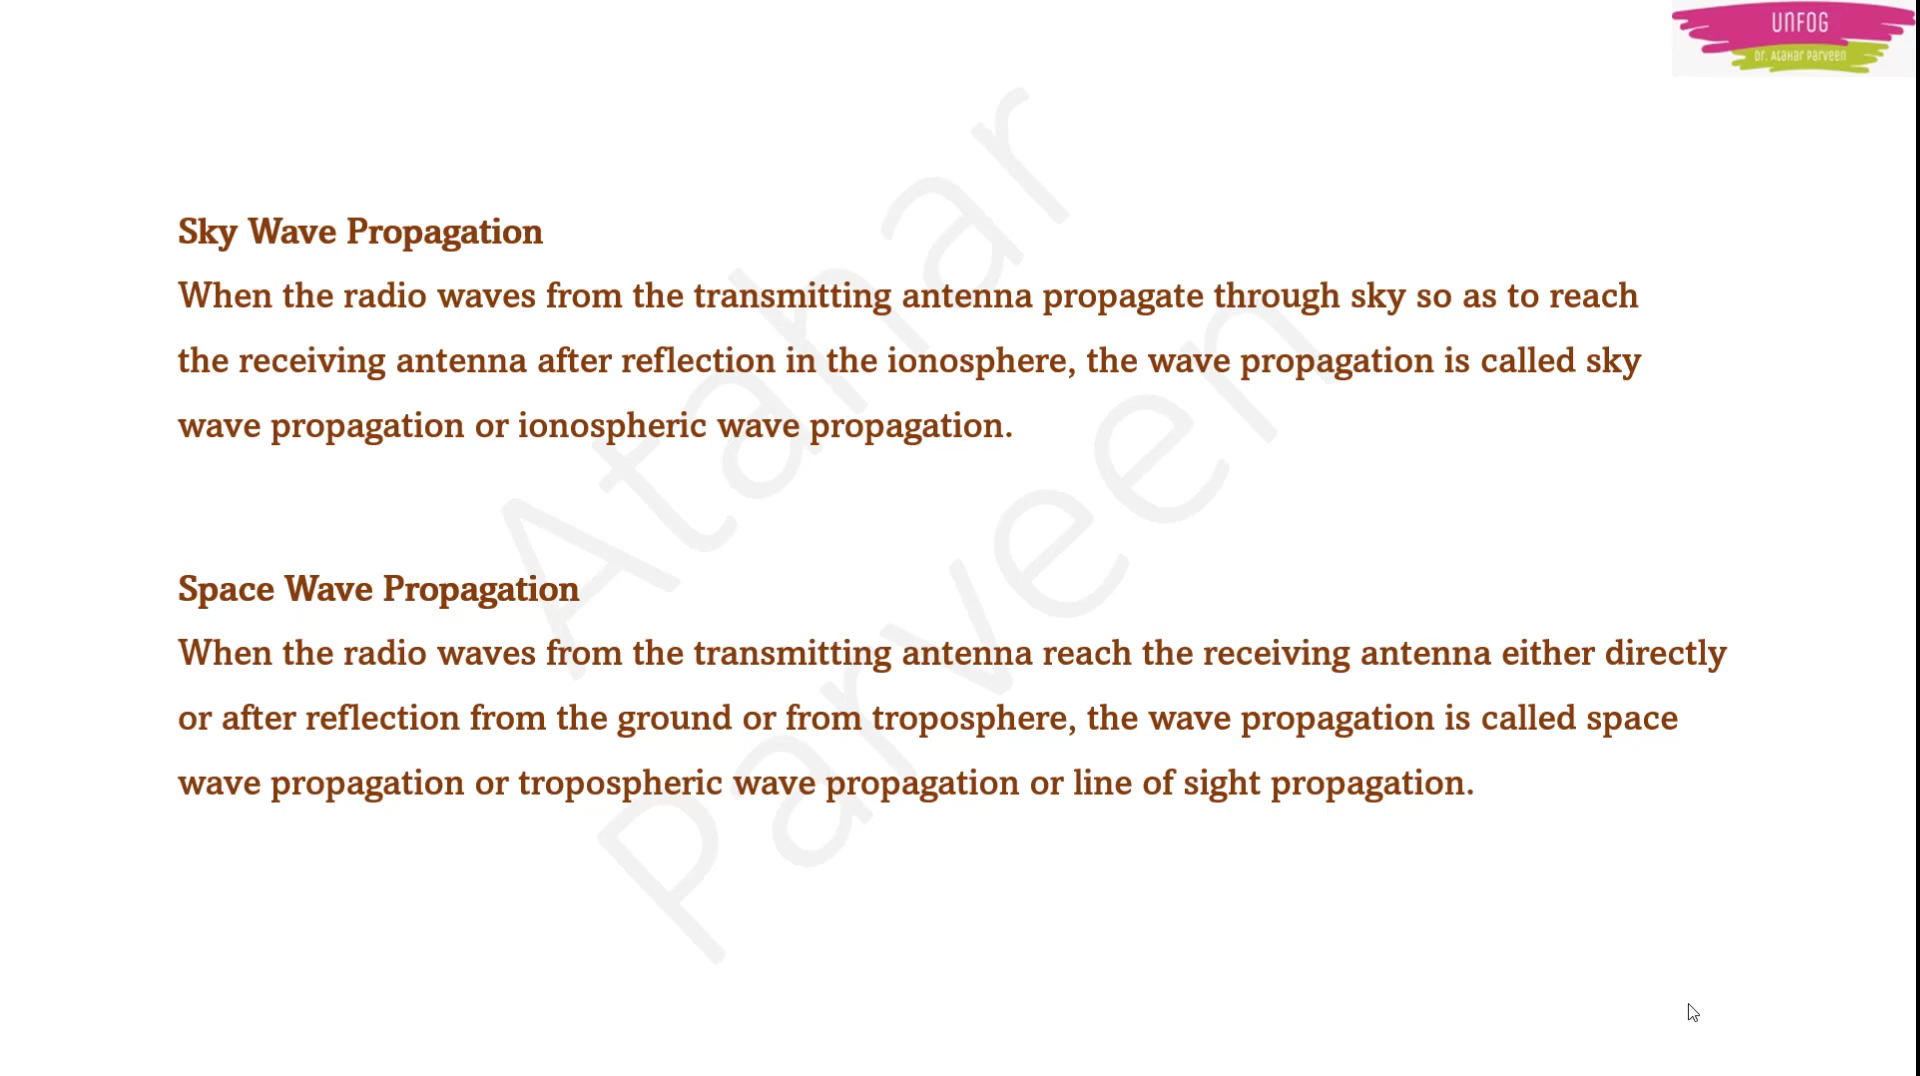 UNFOG
Dr. Atahar Parveen
Sky Wave Propagation
When the radio waves from the transmitting antenna propagate through sky so as to reach
the receiving antenna after reflection in the ionosphere, the wave propagation is called sky
wave propagation or ionospheric wave propagation.
Space Wave Propagation
When the radio waves from the transmitting antenna reach the receiving antenna either directly
or after reflection from the ground or from troposphere, the wave propagation is called space
wave propagation or tropospheric wave propagation or line of sight propagation.
Atahar
Parveen